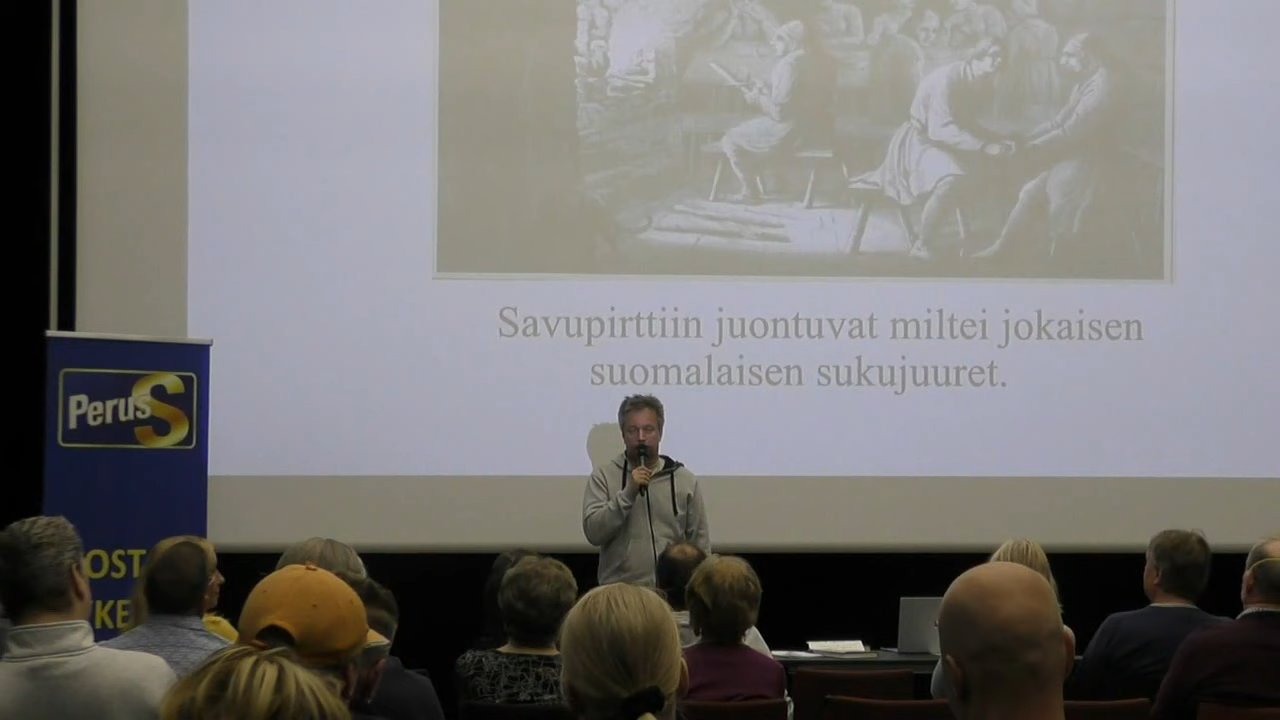 Savupirttiin juontuvat miltei jokaisen
suomalaisen sukujuuret.
PerusS
OST
KE